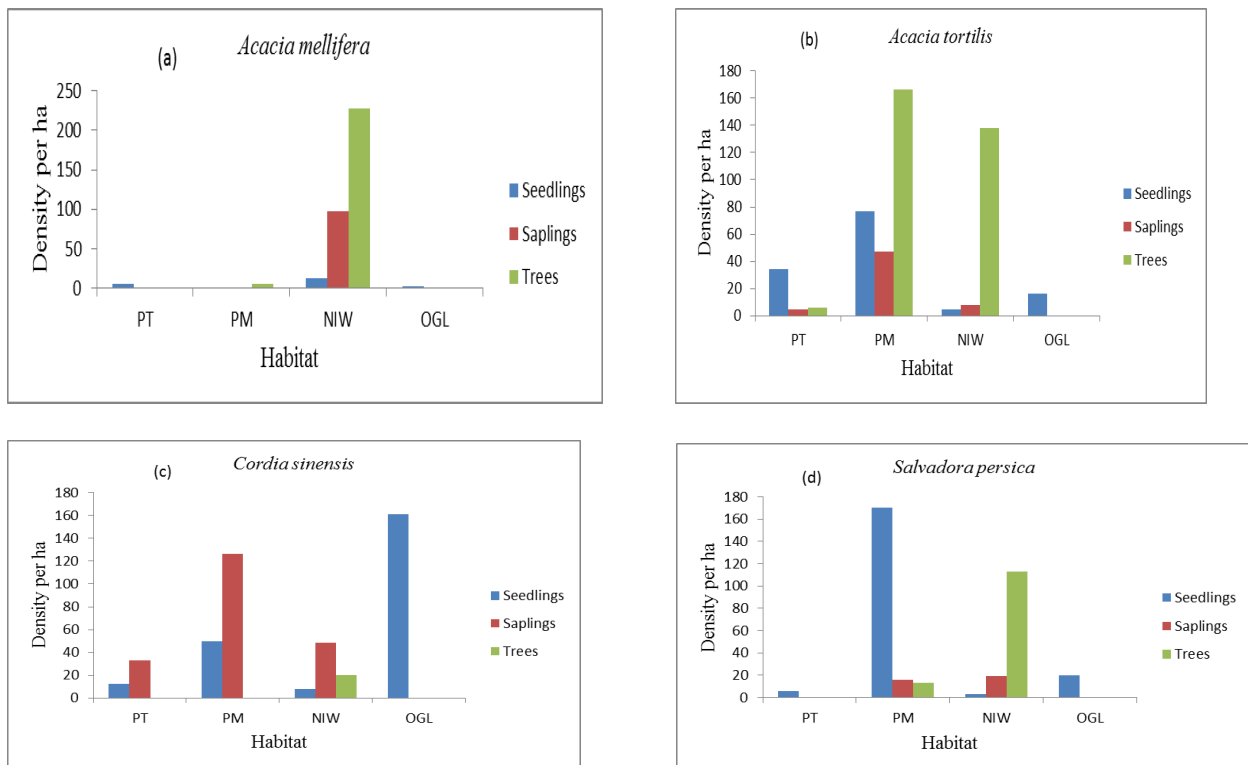 (a)
Acacia mellifera
Density per ha
250
200
150
100
50
0
PT PM NIW OGL
Habitat
Seedlings
Saplings
Trees
(b)
Acacia tortilis
Density per ha
180
160
140
120
100
80
60
40
20
0
PT PM NIW OGL
Habitat
Seedlings
Saplings
Trees
(c)
Cordia sinensis
Density per ha
180
160
140
120
100
80
60
40
20
0
PT PM NIW OGL
Habitat
Seedlings
Saplings
Trees
(d)
Salvadora persica
Density per ha
180
160
140
120
100
80
60
40
20
0
PT PM NIW OGL
Habitat
Seedlings
Saplings
Trees